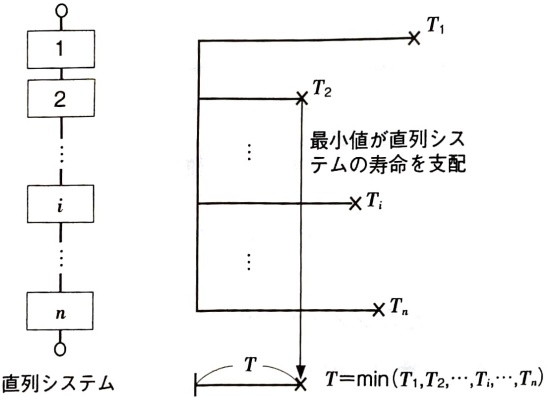 1
2
⋮
i
⋮
n
直列システム
T₁
T₂
最小値が直列シス
テムの寿命を支配
⋮
Tᵢ
⋮
Tₙ
T
T=min(T₁,T₂,⋯,Tᵢ,⋯,Tₙ)